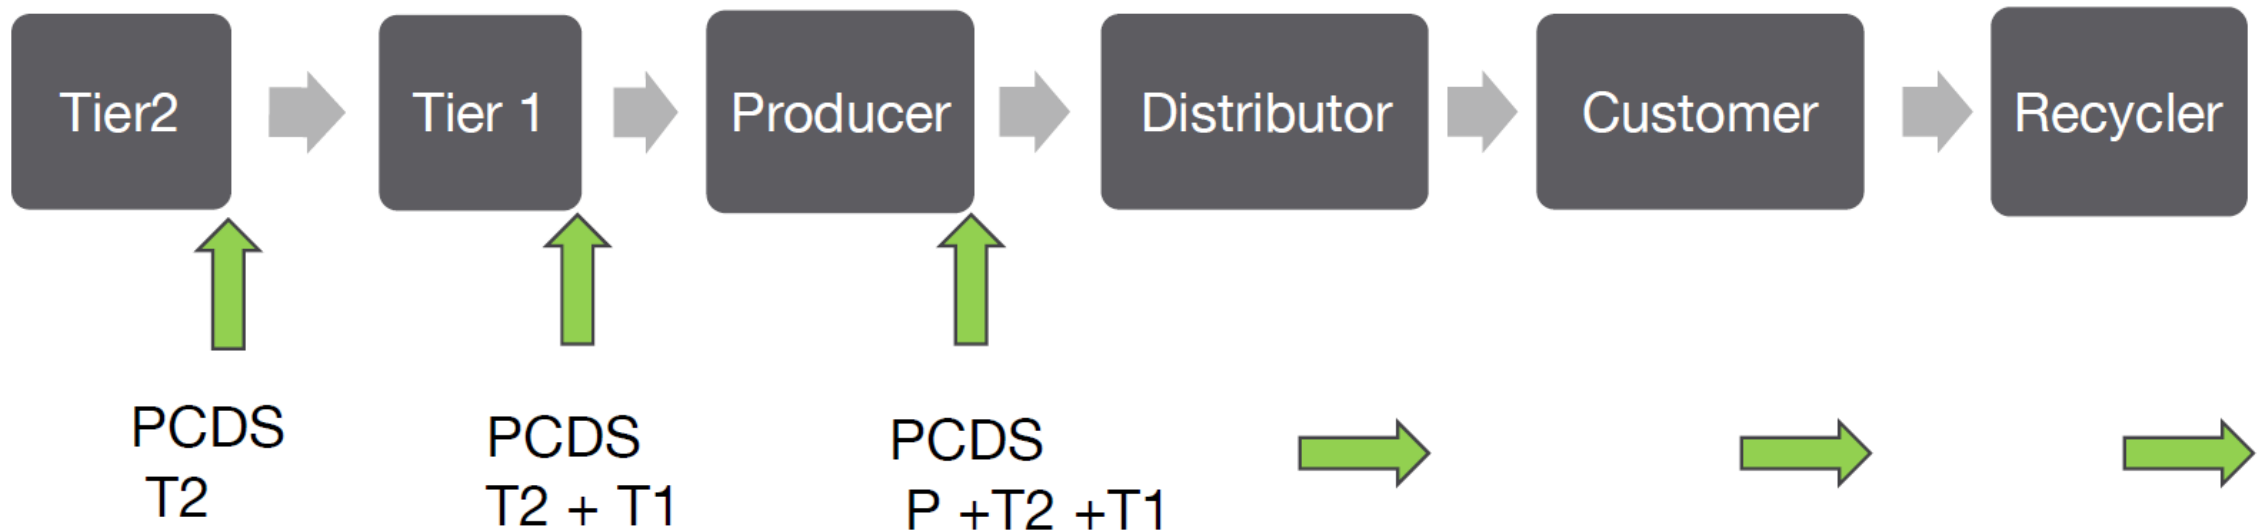 Tier2
Tier 1
Producer
Distributor
Customer
Recycler
PCDS
T2
PCDS
T2 + T1
PCDS
P +T2 +T1